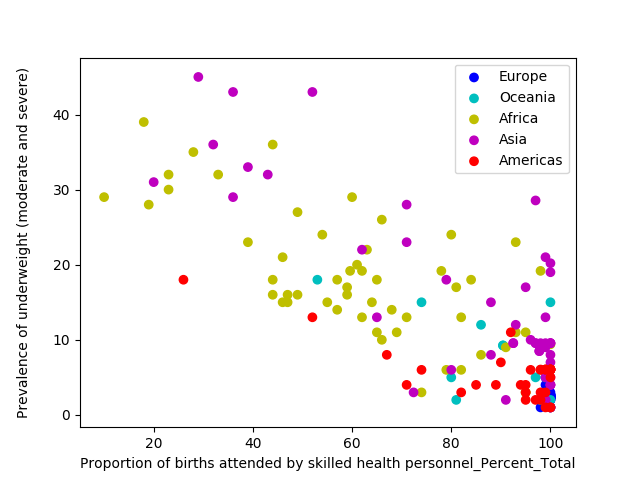 Europe
Oceania
Africa
Asia
Americas
40
30
20
10
0
Prevalence of underweight (moderate and severe)
20
40
60
80
100
Proportion of births attended by skilled health personnel_Percent_Total